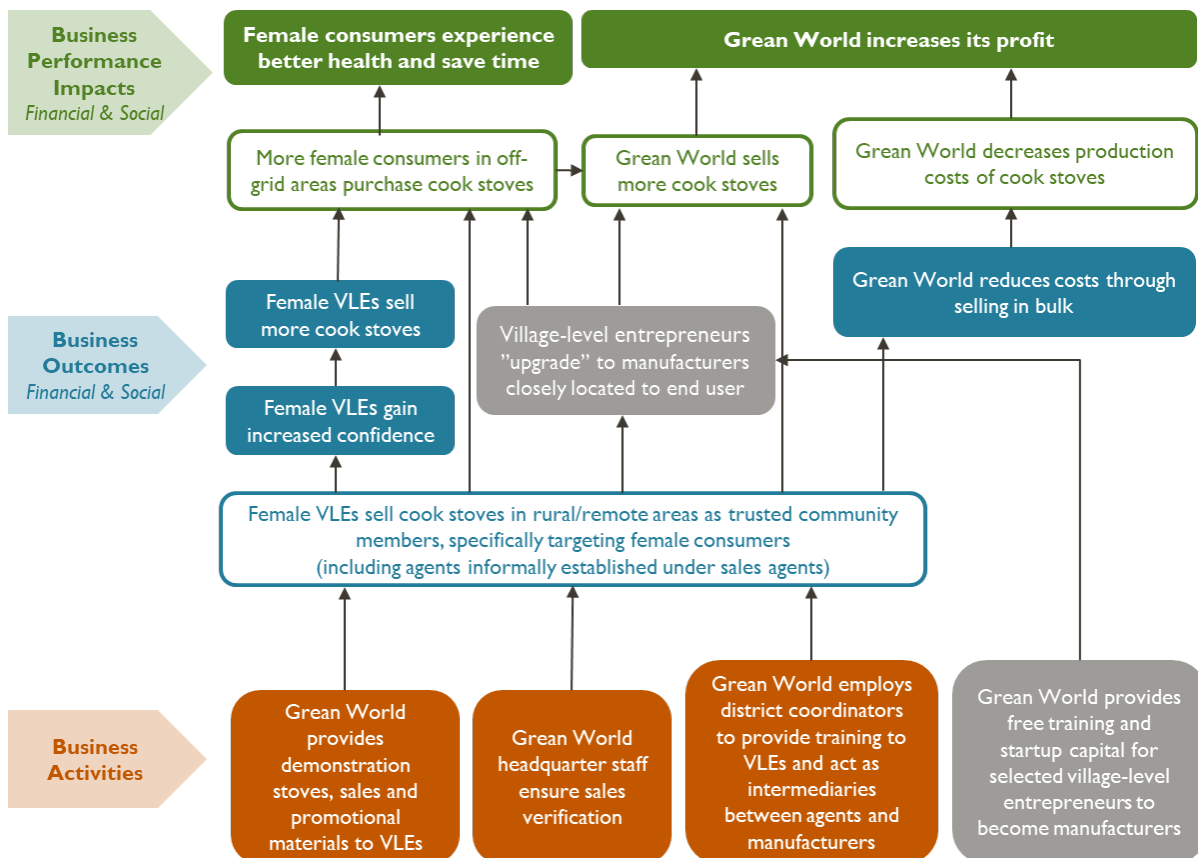 Business
Performance
Impacts
Financial & Social
Female consumers experience
better health and save time
Grean World increases its profit
More female consumers in off-
grid areas purchase cook stoves
Grean World sells
more cook stoves
Grean World decreases production
costs of cook stoves
Business
Outcomes
Financial & Social
Female VLEs sell
more cook stoves
Village-level entrepreneurs
”upgrade” to manufacturers
closely located to end user
Grean World reduces costs through
selling in bulk
Female VLEs gain
increased confidence
Female VLEs sell cook stoves in rural/remote areas as trusted community
members, specifically targeting female consumers
(including agents informally established under sales agents)
Business
Activities
Grean World
provides
demonstration
stoves, sales and
promotional
materials to VLEs
Grean World
headquarter staff
ensure sales
verification
Grean World employs
district coordinators
to provide training to
VLEs and act as
intermediaries
between agents and
manufacturers
Grean World provides
free training and
startup capital for
selected village-level
entrepreneurs to
become manufacturers